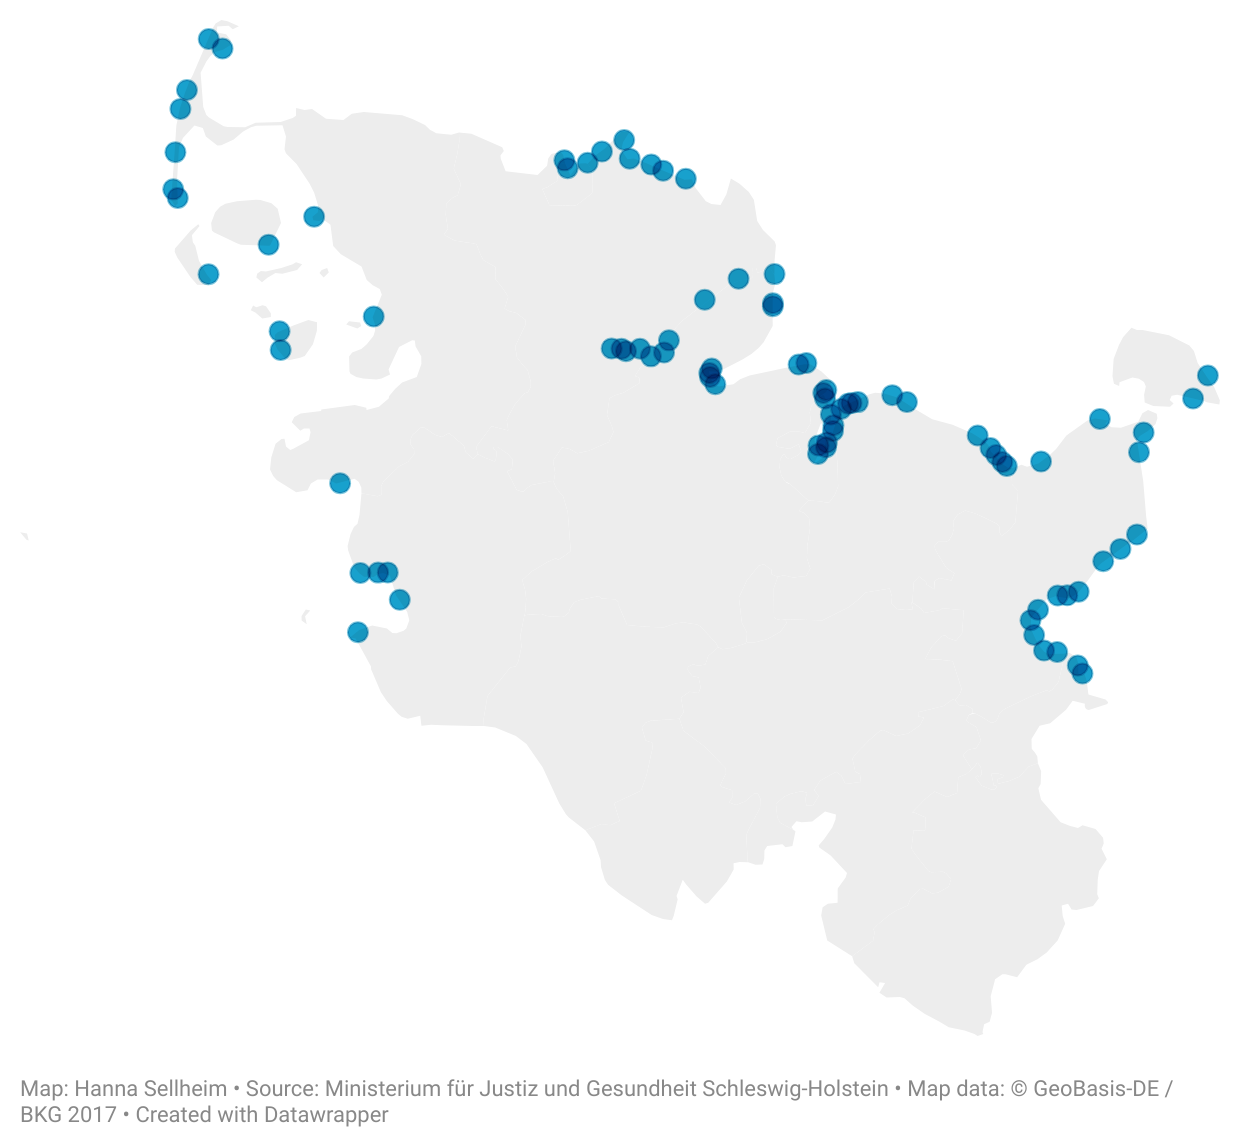 Map: Hanna Sellheim • Source: Ministerium für Justiz und Gesundheit Schleswig-Holstein • Map data: © GeoBasis-DE /
BKG 2017 • Created with Datawrapper